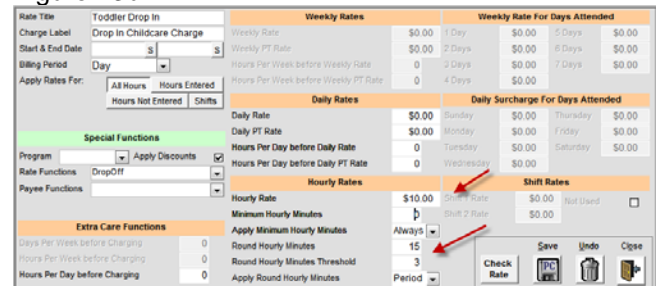 Rate Title Toddler Drop In
Charge Label Drop In Childcare Charge
Start & End Date S S
Billing Period Day
Apply Rates For: All Hours Hours Entered
Hours Not Entered Shifts
Special Functions
Program Apply Discounts
Rate Functions DropOff
Payee Functions
Extra Care Functions
Days Per Week before Charging 0
Hours Per Week before Charging 0
Hours Per Day before Charging 0
Weekly Rates
Weekly Rate $0.00
Weekly PT Rate $0.00
Hours Per Week before Weekly Rate 0
Hours Per Week before Weekly PT Rate 0
Daily Rates
Daily Rate $0.00
Daily PT Rate $0.00
Hours Per Day before Daily Rate 0
Hours Per Day before Daily PT Rate 0
Hourly Rates
Hourly Rate $10.00
Minimum Hourly Minutes 0
Apply Minimum Hourly Minutes Always
Round Hourly Minutes 15
Round Hourly Minutes Threshold 3
Apply Round Hourly Minutes Period
Weekly Rate For Days Attended
1 Day $0.00 5 Days $0.00
2 Days $0.00 6 Days $0.00
3 Days $0.00 7 Days $0.00
4 Days $0.00
Daily Surcharge For Days Attended
Sunday $0.00 Thursday $0.00
Monday $0.00 Friday $0.00
Tuesday $0.00 Saturday $0.00
Wednesday $0.00
Shift Rates
Shift 1 Rate $0.00 Not Used
Shift 2 Rate $0.00
Save Undo Close
Check Rate PC